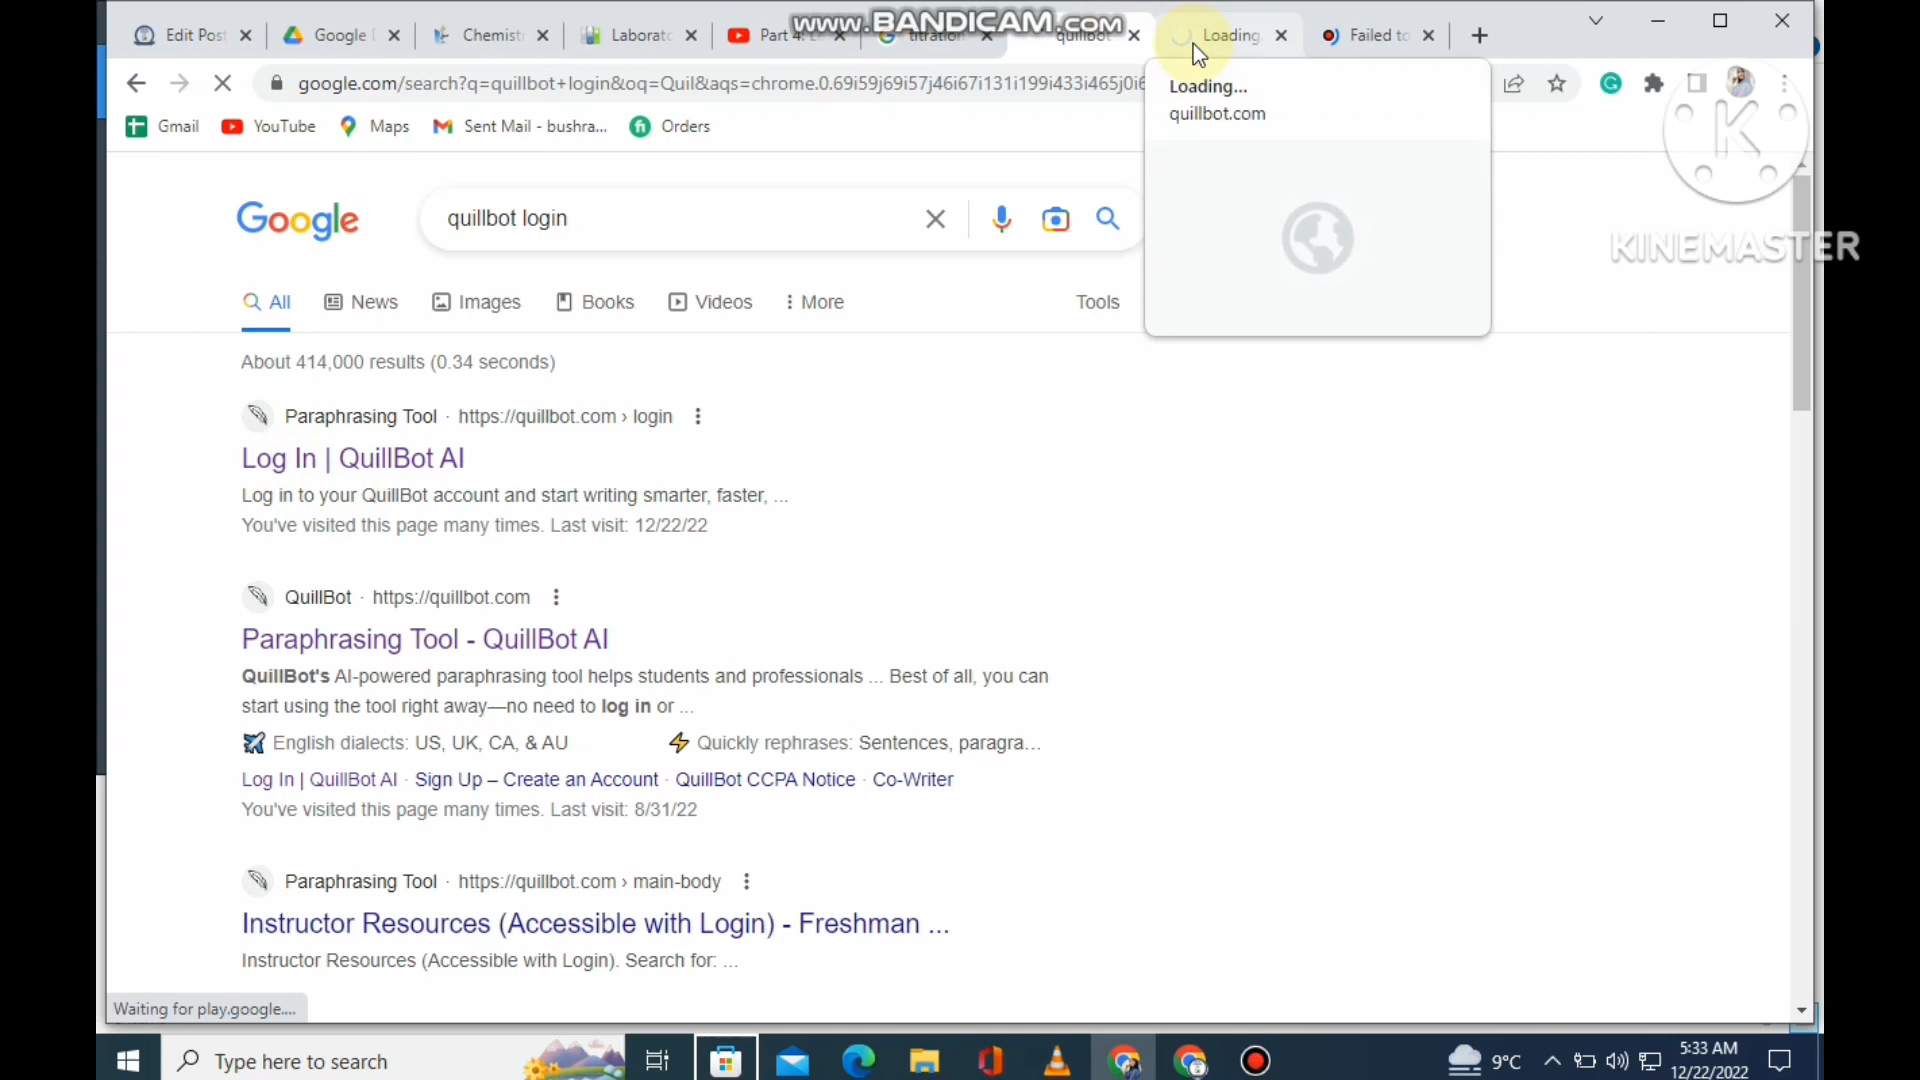 www.BANDICAM.com
Edit Post
Google D
Chemist
Laborato
Part 4:
titration
quillbot
Loading
Failed to
google.com/search?q=quillbot+login&oq=Quil&aqs=chrome.0.69i59j69i57j46i67i131i199i433i465j0i6
Loading...
quillbot.com
Gmail
YouTube
Maps
Sent Mail - bushra...
Orders
KINEMASTER
Google
quillbot login
All
News
Images
Books
Videos
More
Tools
About 414,000 results (0.34 seconds)
Paraphrasing Tool · https://quillbot.com › login
Log In | QuillBot AI
Log in to your QuillBot account and start writing smarter, faster, ...
You've visited this page many times. Last visit: 12/22/22
QuillBot · https://quillbot.com
Paraphrasing Tool - QuillBot AI
QuillBot's AI-powered paraphrasing tool helps students and professionals ... Best of all, you can
start using the tool right away—no need to log in or ...
English dialects: US, UK, CA, & AU
Quickly rephrases: Sentences, paragra...
Log In | QuillBot AI · Sign Up – Create an Account · QuillBot CCPA Notice · Co-Writer
You've visited this page many times. Last visit: 8/31/22
Paraphrasing Tool · https://quillbot.com › main-body
Instructor Resources (Accessible with Login) - Freshman ...
Instructor Resources (Accessible with Login). Search for: ...
Waiting for play.google....
Type here to search
9°C
5:33 AM
12/22/2022